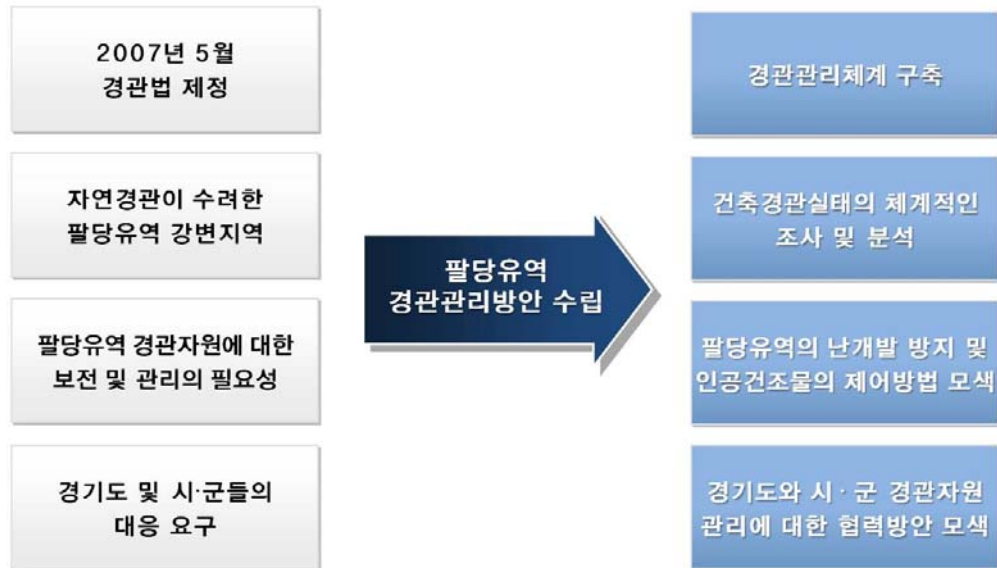 2007년 5월
경관법 제정
자연경관이 수려한
팔당유역 강변지역
팔당유역 경관자원에 대한
보전 및 관리의 필요성
경기도 및 시·군들의
대응 요구
팔당유역
경관관리방안 수립
경관관리체계 구축
건축경관실태의 체계적인
조사 및 분석
팔당유역의 난개발 방지 및
인공건조물의 제어방법 모색
경기도와 시 · 군 경관자원
관리에 대한 협력방안 모색